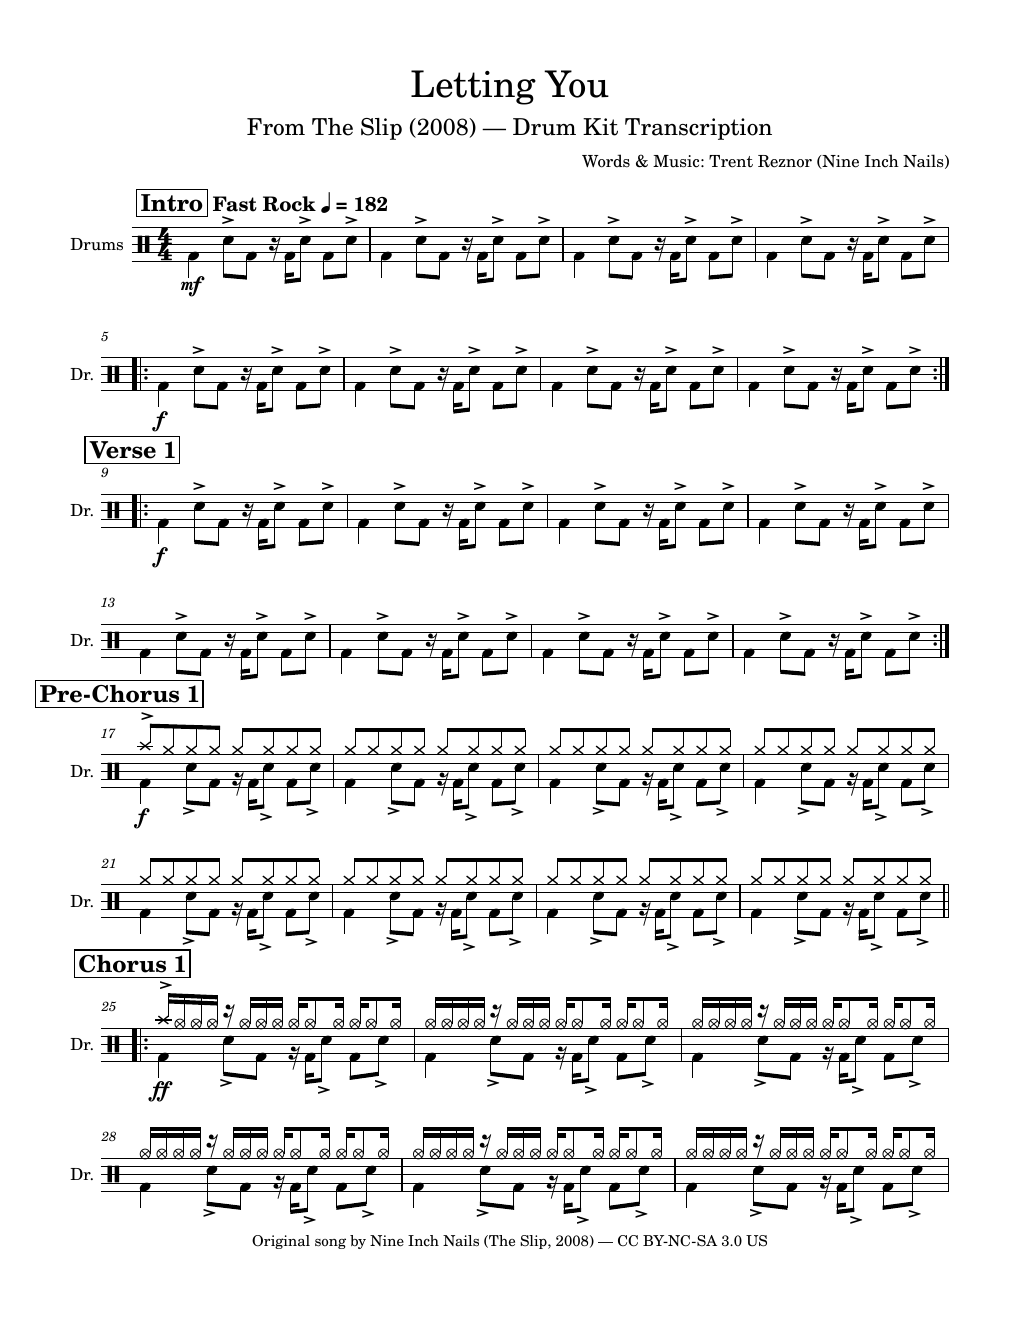 Letting You
From The Slip (2008) — Drum Kit Transcription
Words & Music: Trent Reznor (Nine Inch Nails)
Intro Fast Rock ♩ = 182
Drums
4
4
mf
5
Dr.
f
Verse 1
9
Dr.
f
13
Dr.
Pre-Chorus 1
17
Dr.
f
21
Dr.
Chorus 1
25
Dr.
ff
28
Dr.
Original song by Nine Inch Nails (The Slip, 2008) — CC BY-NC-SA 3.0 US